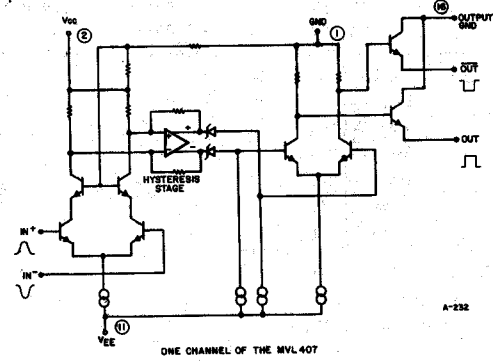 Vcc
2
GND
1
16
OUTPUT
GND
OUT
OUT
+
+
-
-
HYSTERESIS
STAGE
IN+
IN-
VEE
11
A-232
ONE CHANNEL OF THE MVL 407